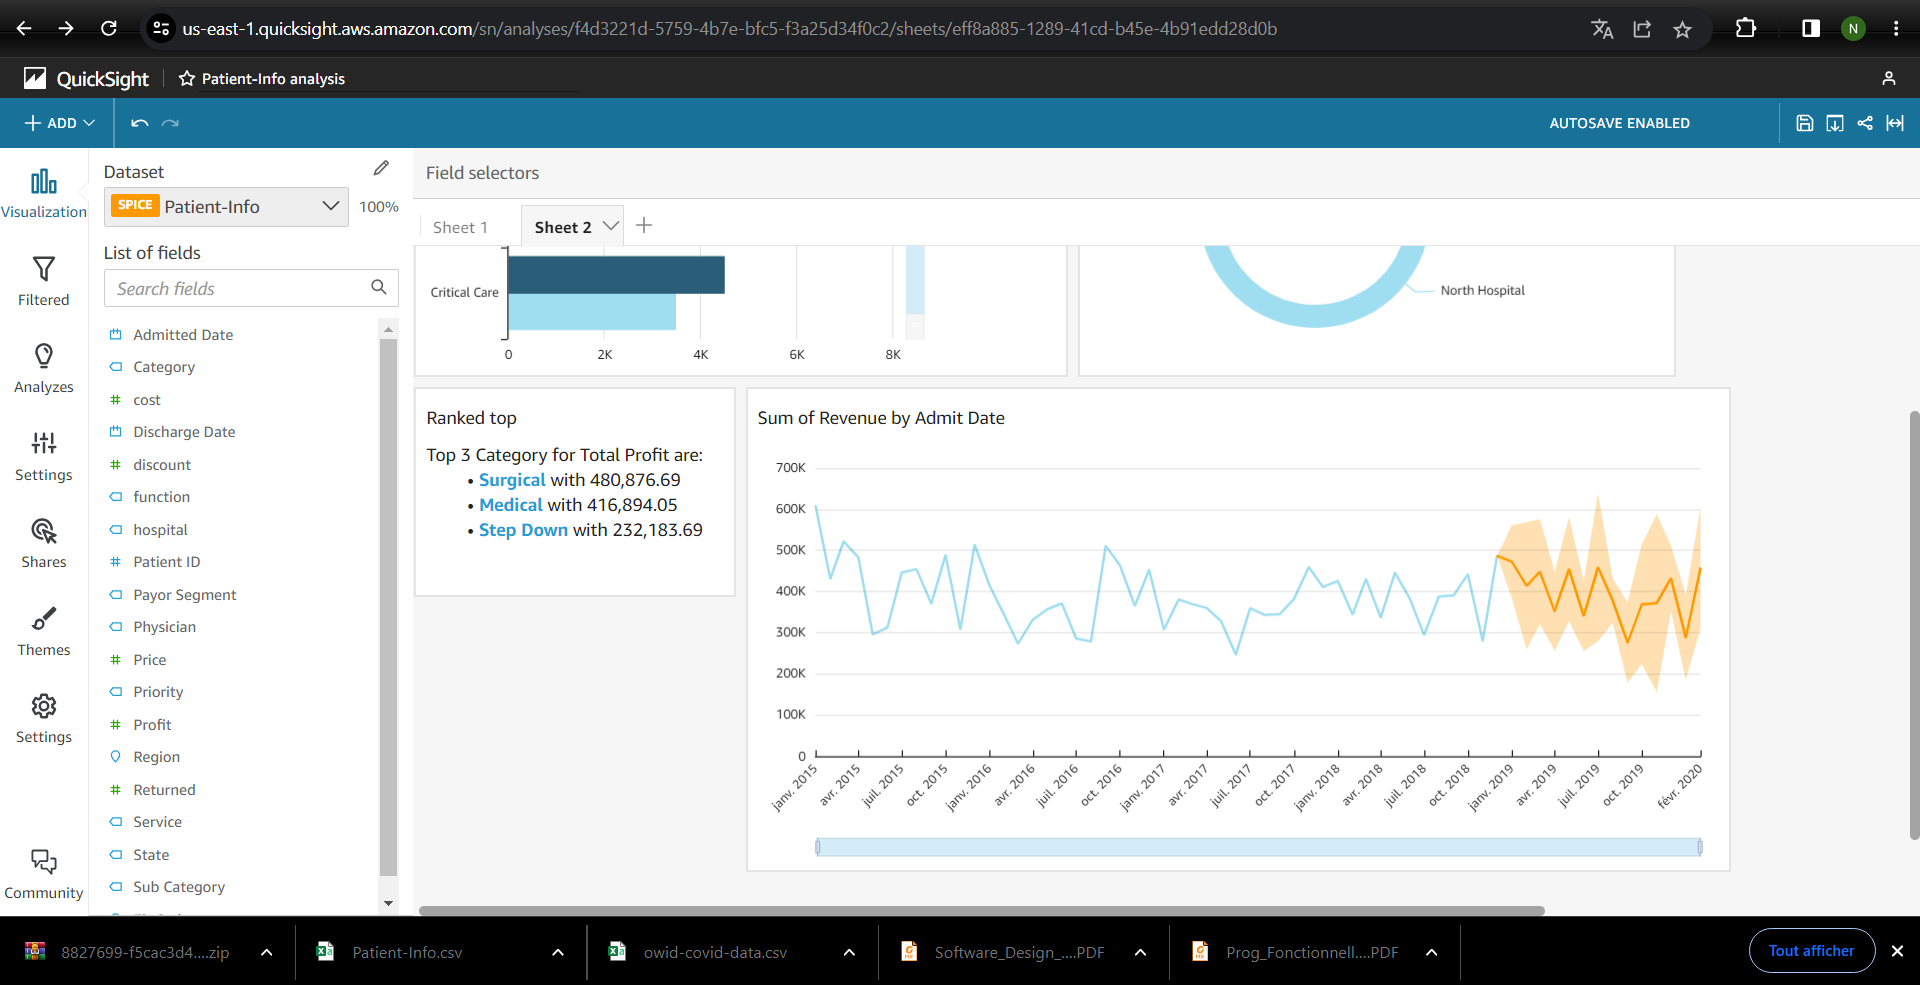 us-east-1.quicksight.aws.amazon.com/sn/analyses/f4d3221d-5759-4b7e-bfc5-f3a25d34f0c2/sheets/eff8a885-1289-41cd-b45e-4b91edd28d0b
N
QuickSight
Patient-Info analysis
ADD
AUTOSAVE ENABLED
Visualization
Filtered
Analyzes
Settings
Shares
Themes
Settings
Community
Dataset
SPICE Patient-Info
100%
List of fields
Search fields
Admitted Date
Category
cost
Discharge Date
discount
function
hospital
Patient ID
Payor Segment
Physician
Price
Priority
Profit
Region
Returned
Service
State
Sub Category
Field selectors
Sheet 1
Sheet 2
Critical Care
0
2K
4K
6K
8K
North Hospital
Ranked top
Top 3 Category for Total Profit are:
• Surgical with 480,876.69
• Medical with 416,894.05
• Step Down with 232,183.69
Sum of Revenue by Admit Date
700K
600K
500K
400K
300K
200K
100K
0
janv. 2015
avr. 2015
juil. 2015
oct. 2015
janv. 2016
avr. 2016
juil. 2016
oct. 2016
janv. 2017
avr. 2017
juil. 2017
oct. 2017
janv. 2018
avr. 2018
juil. 2018
oct. 2018
janv. 2019
avr. 2019
juil. 2019
oct. 2019
févr. 2020
8827699-f5cac3d4....zip
Patient-Info.csv
owid-covid-data.csv
Software_Design_....PDF
Prog_Fonctionnell....PDF
Tout afficher